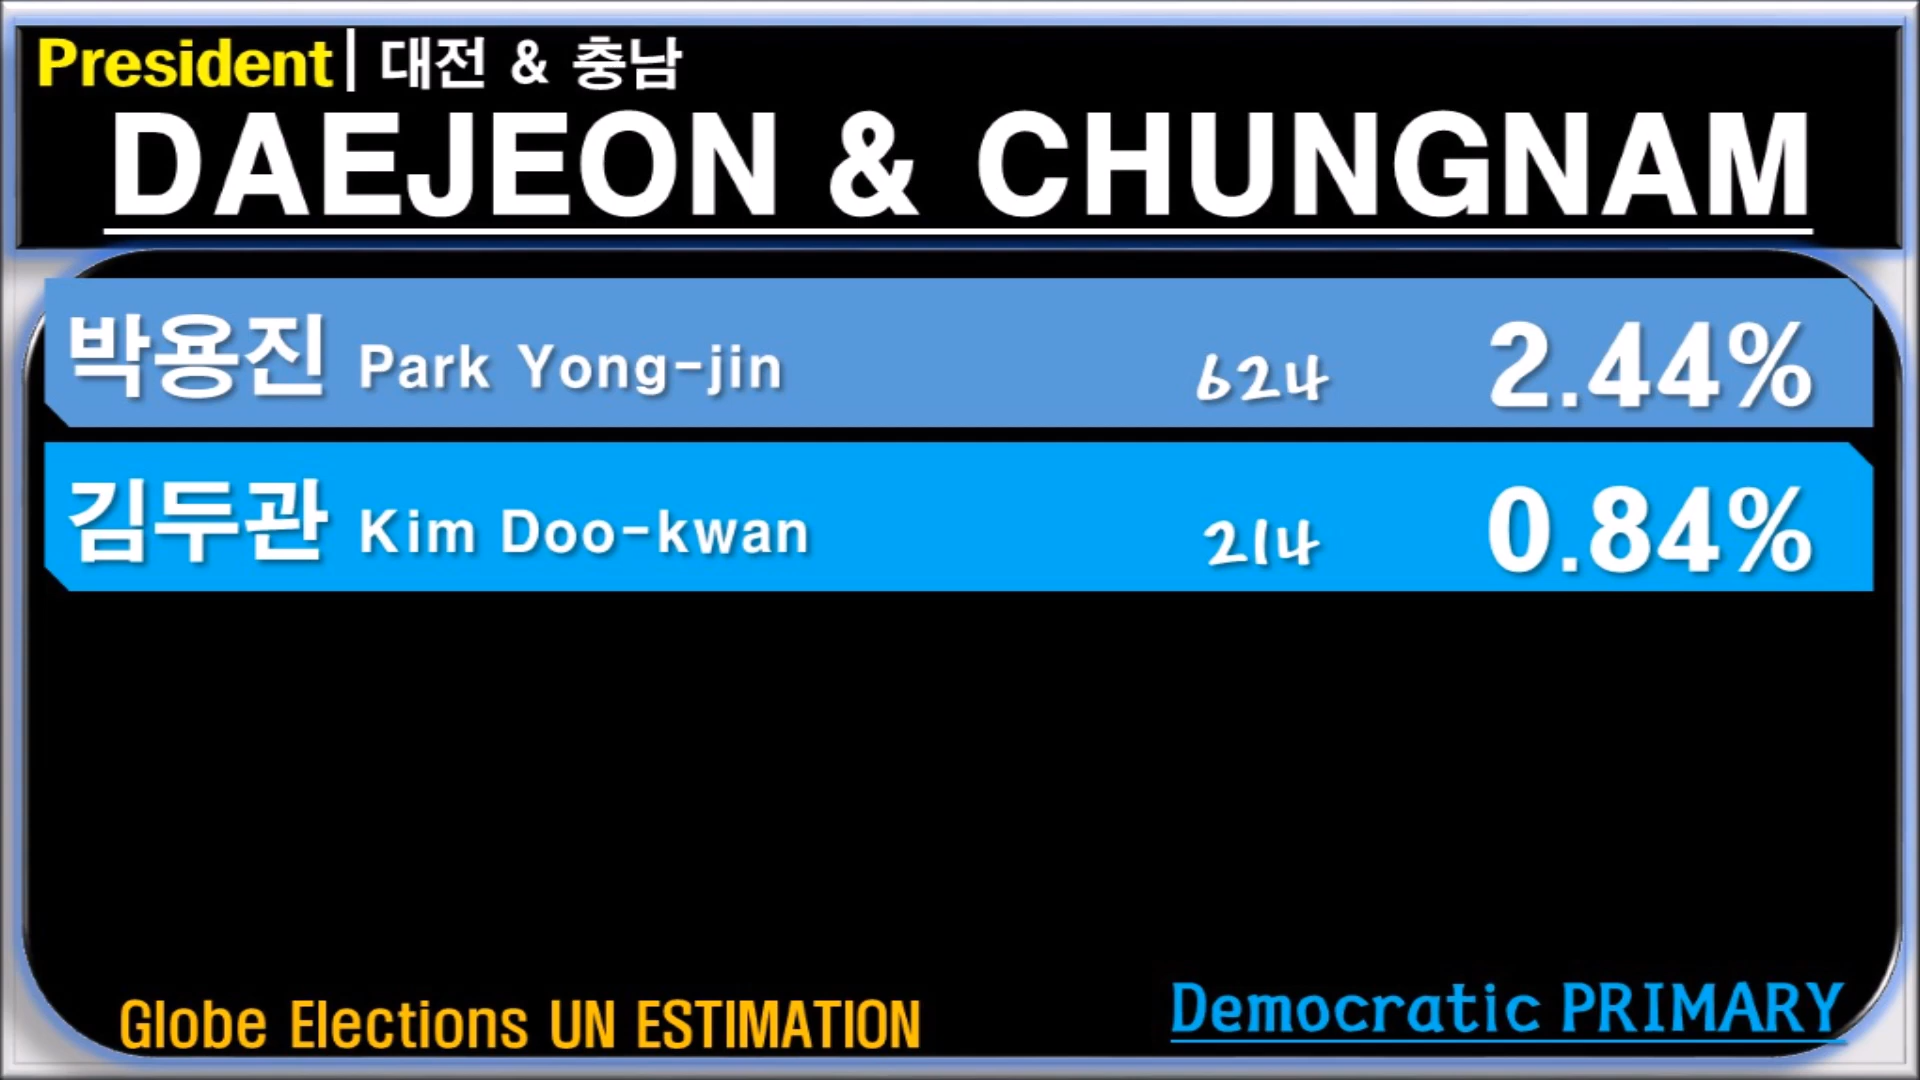 President| 대전 & 충남
DAEJEON & CHUNGNAM
박용진 Park Yong-jin 624 2.44%
김두관 Kim Doo-kwan 214 0.84%
Globe Elections UN ESTIMATION
Democratic PRIMARY